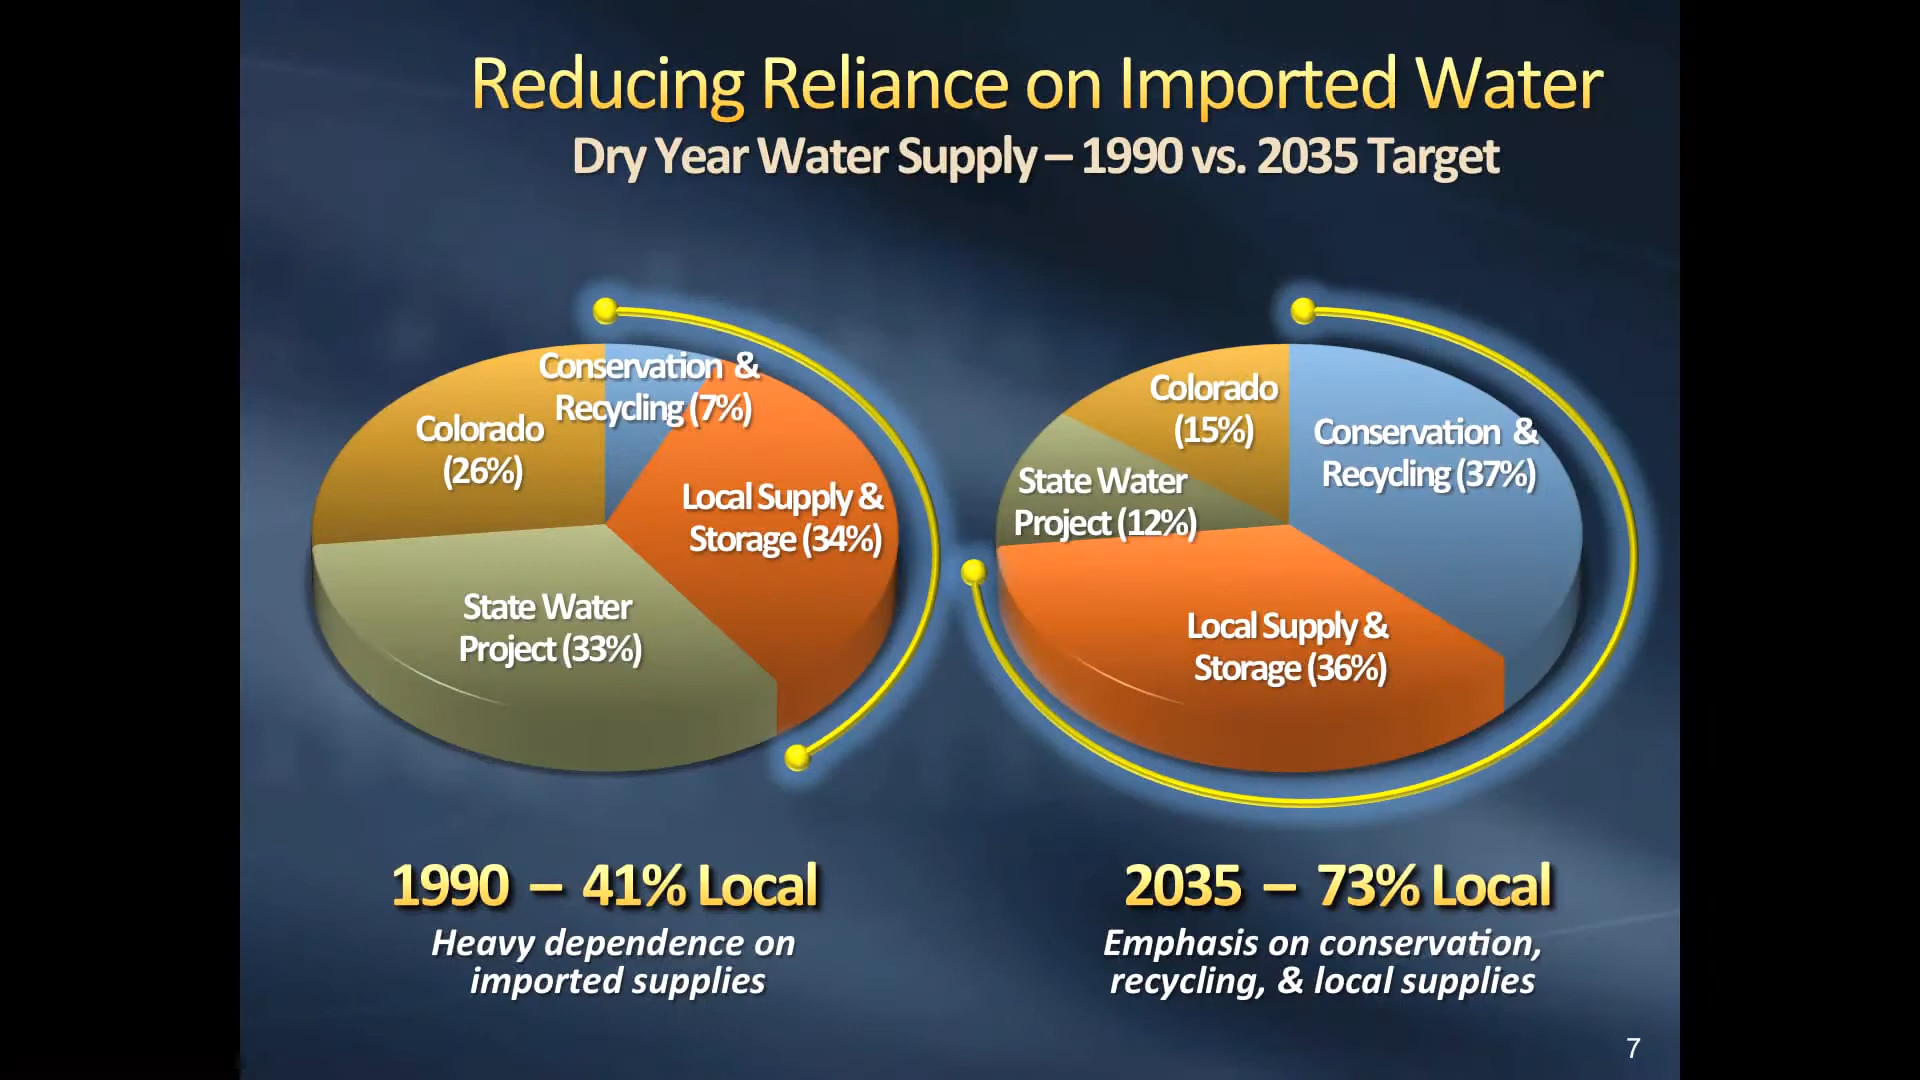 Reducing Reliance on Imported Water
Dry Year Water Supply – 1990 vs. 2035 Target
Conservation &
Recycling (7%)
Colorado
(26%)
Local Supply &
Storage (34%)
State Water
Project (33%)
Colorado
(15%)
Conservation &
Recycling (37%)
State Water
Project (12%)
Local Supply &
Storage (36%)
1990 – 41% Local
Heavy dependence on
imported supplies
2035 – 73% Local
Emphasis on conservation,
recycling, & local supplies
7